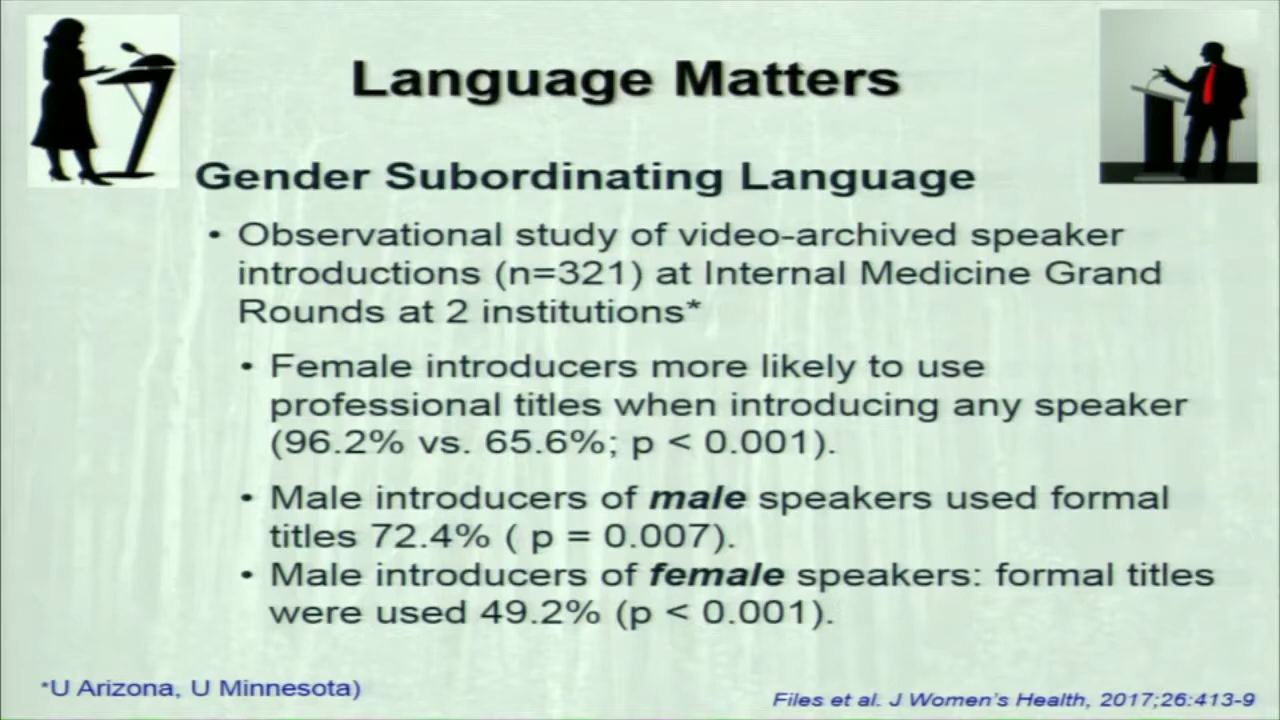 Language Matters
Gender Subordinating Language
• Observational study of video-archived speaker
introductions (n=321) at Internal Medicine Grand
Rounds at 2 institutions*
• Female introducers more likely to use
professional titles when introducing any speaker
(96.2% vs. 65.6%; p < 0.001).
• Male introducers of male speakers used formal
titles 72.4% ( p = 0.007).
• Male introducers of female speakers: formal titles
were used 49.2% (p < 0.001).
*U Arizona, U Minnesota)
Files et al. J Women's Health, 2017;26:413-9